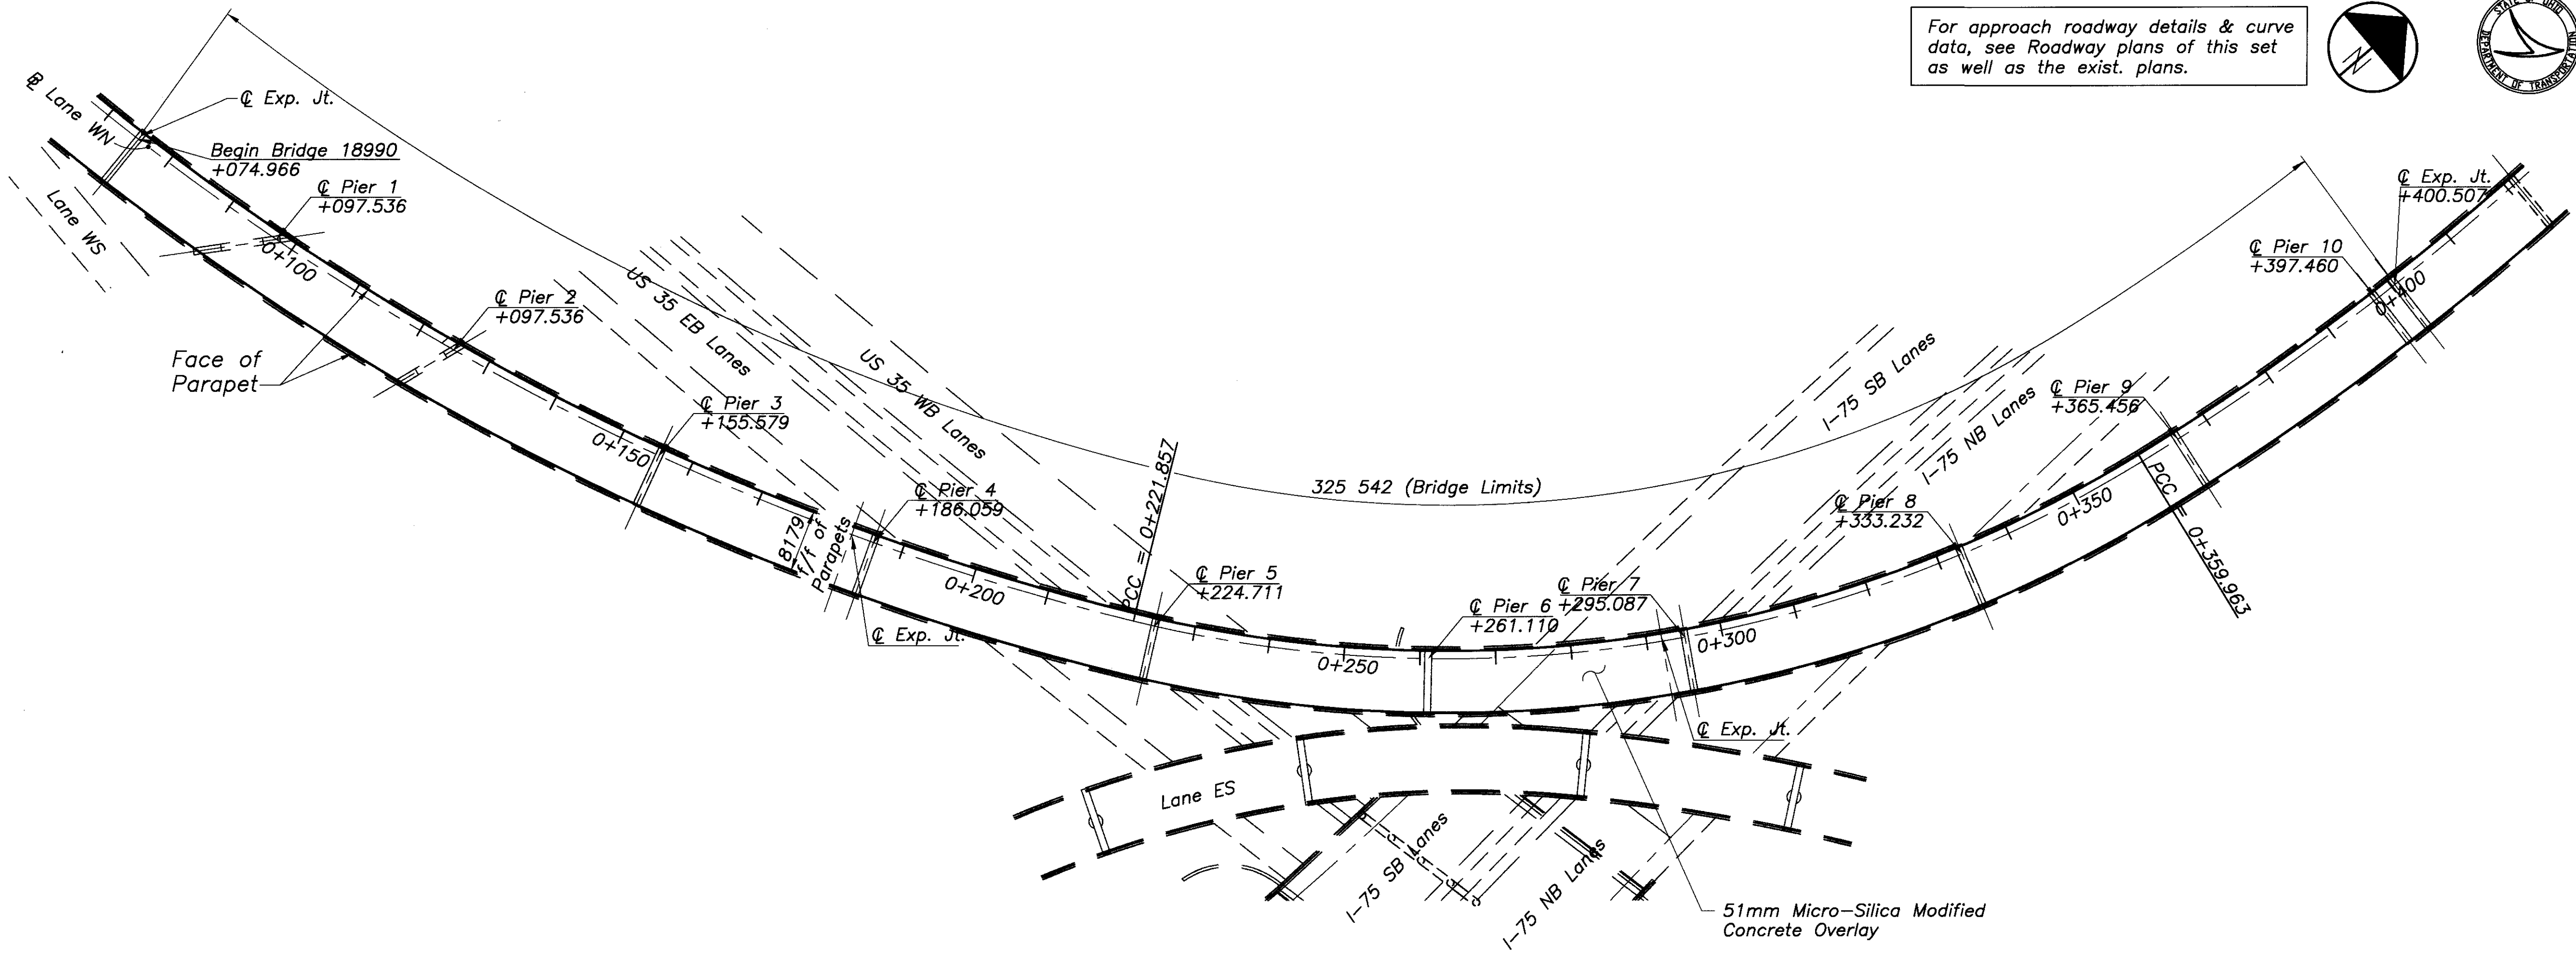 For approach roadway details & curve
data, see Roadway plans of this set
as well as the exist. plans.
N
STATE OF OHIO
DEPARTMENT OF
℄ Exp. Jt.
Lane WN
Begin Bridge 18990
+074.966
℄ Pier 1
+097.536
Lane WS
0+100
℄ Pier 2
+097.536
Face of
Parapet
℄ Pier 3
+155.579
0+150
US 35 EB Lanes
US 35 WB Lanes
8179
f/f of
Parapets
℄ Pier 4
+186.059
0+200
℄ Exp. Jt.
PCC = 0+221.857
℄ Pier 5
+224.711
325 542 (Bridge Limits)
0+250
℄ Pier 6
+261.110
℄ Pier 7
+295.087
0+300
℄ Exp. Jt.
I-75 SB Lanes
I-75 NB Lanes
℄ Pier 8
+333.232
0+350
℄ Pier 9
+365.456
PCC = 0+359.963
℄ Pier 10
+397.460
℄ Exp. Jt.
+400.507
0+400
Lane ES
I-75 SB Lanes
I-75 NB Lanes
51mm Micro-Silica Modified
Concrete Overlay